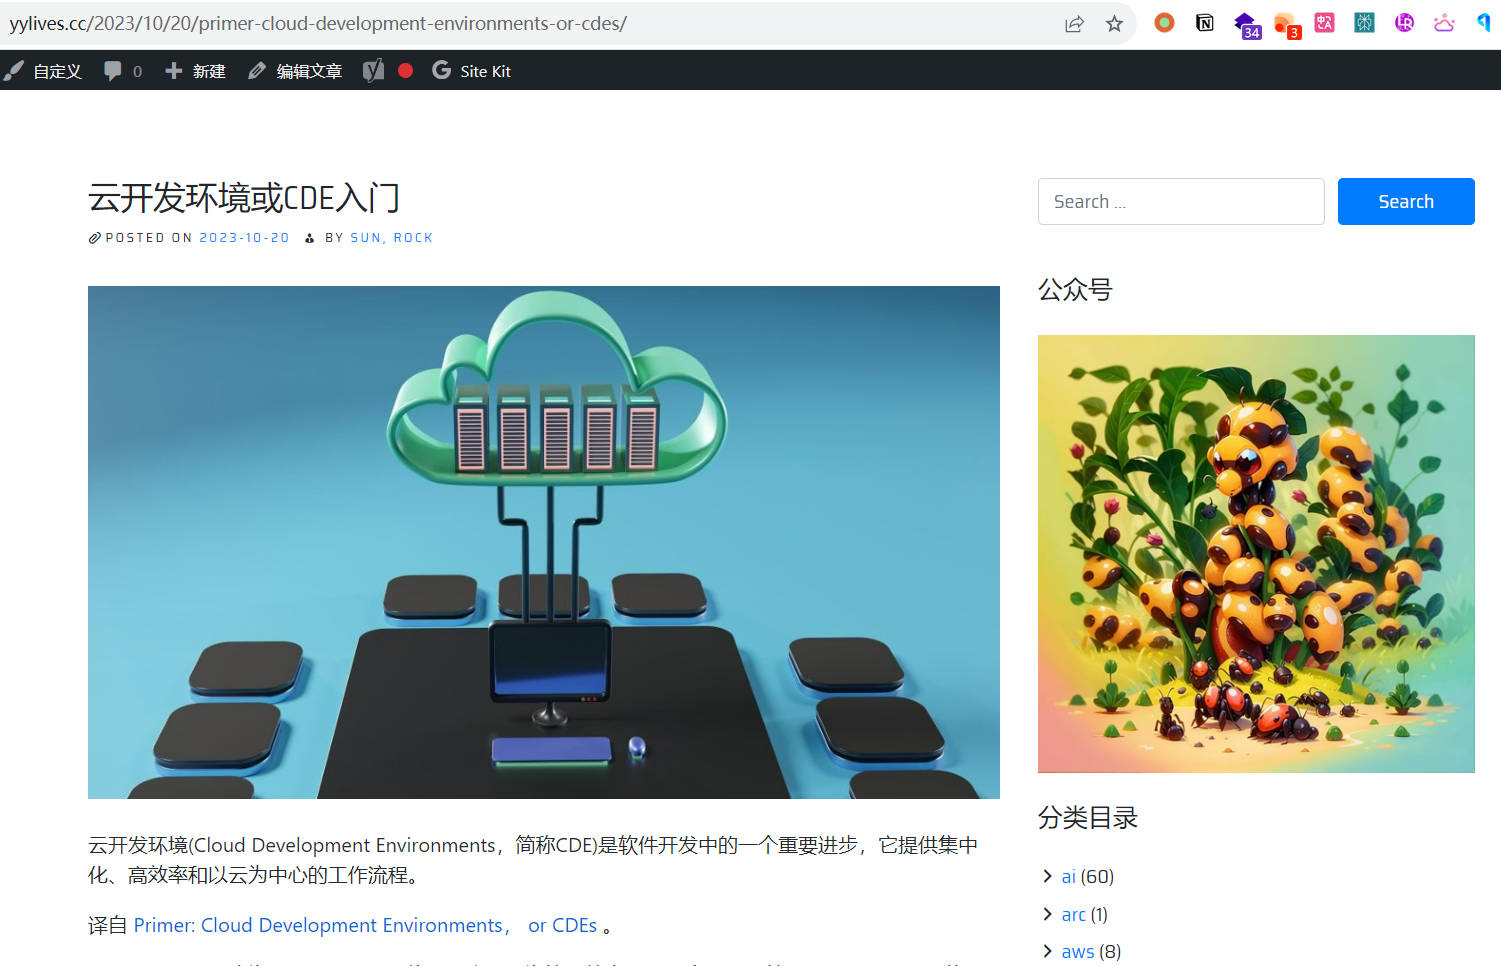 yylives.cc/2023/10/20/primer-cloud-development-environments-or-cdes/
34
3
自定义 0 新建 编辑文章 Site Kit
云开发环境或CDE入门
POSTED ON 2023-10-20 BY SUN, ROCK
云开发环境(Cloud Development Environments，简称CDE)是软件开发中的一个重要进步，它提供集中
化、高效率和以云为中心的工作流程。
译自 Primer: Cloud Development Environments， or CDEs 。
Search ...
Search
公众号
分类目录
ai (60)
arc (1)
aws (8)